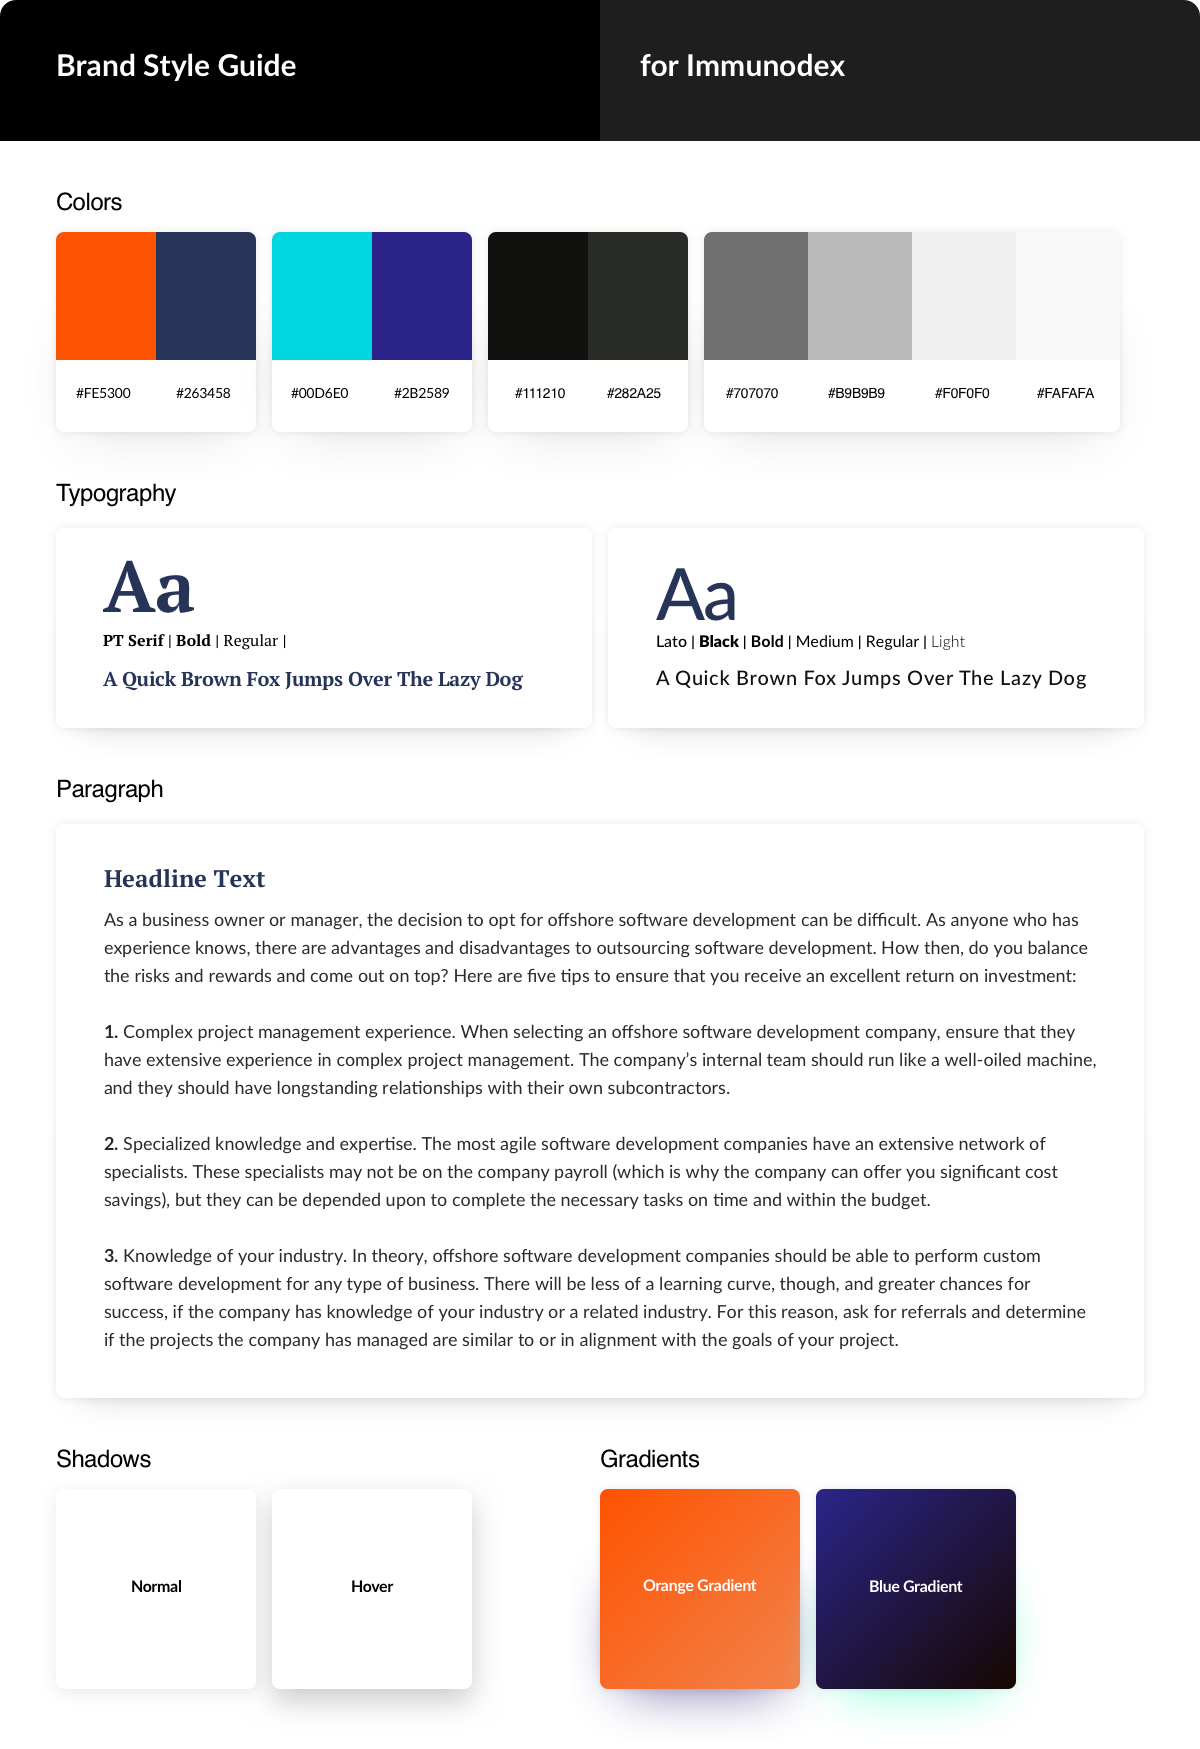 Brand Style Guide
for Immunodex
Colors
#FE5300
#263458
#00D6E0
#2B2589
#111210
#282A25
#707070
#B9B9B9
#F0F0F0
#FAFAFA
Typography
Aa
PT Serif | Bold | Regular |
A Quick Brown Fox Jumps Over The Lazy Dog
Aa
Lato | Black | Bold | Medium | Regular | Light
A Quick Brown Fox Jumps Over The Lazy Dog
Paragraph
Headline Text
As a business owner or manager, the decision to opt for offshore software development can be difficult. As anyone who has
experience knows, there are advantages and disadvantages to outsourcing software development. How then, do you balance
the risks and rewards and come out on top? Here are five tips to ensure that you receive an excellent return on investment:
1. Complex project management experience. When selecting an offshore software development company, ensure that they
have extensive experience in complex project management. The company’s internal team should run like a well-oiled machine,
and they should have longstanding relationships with their own subcontractors.
2. Specialized knowledge and expertise. The most agile software development companies have an extensive network of
specialists. These specialists may not be on the company payroll (which is why the company can offer you significant cost
savings), but they can be depended upon to complete the necessary tasks on time and within the budget.
3. Knowledge of your industry. In theory, offshore software development companies should be able to perform custom
software development for any type of business. There will be less of a learning curve, though, and greater chances for
success, if the company has knowledge of your industry or a related industry. For this reason, ask for referrals and determine
if the projects the company has managed are similar to or in alignment with the goals of your project.
Shadows
Normal
Hover
Gradients
Orange Gradient
Blue Gradient